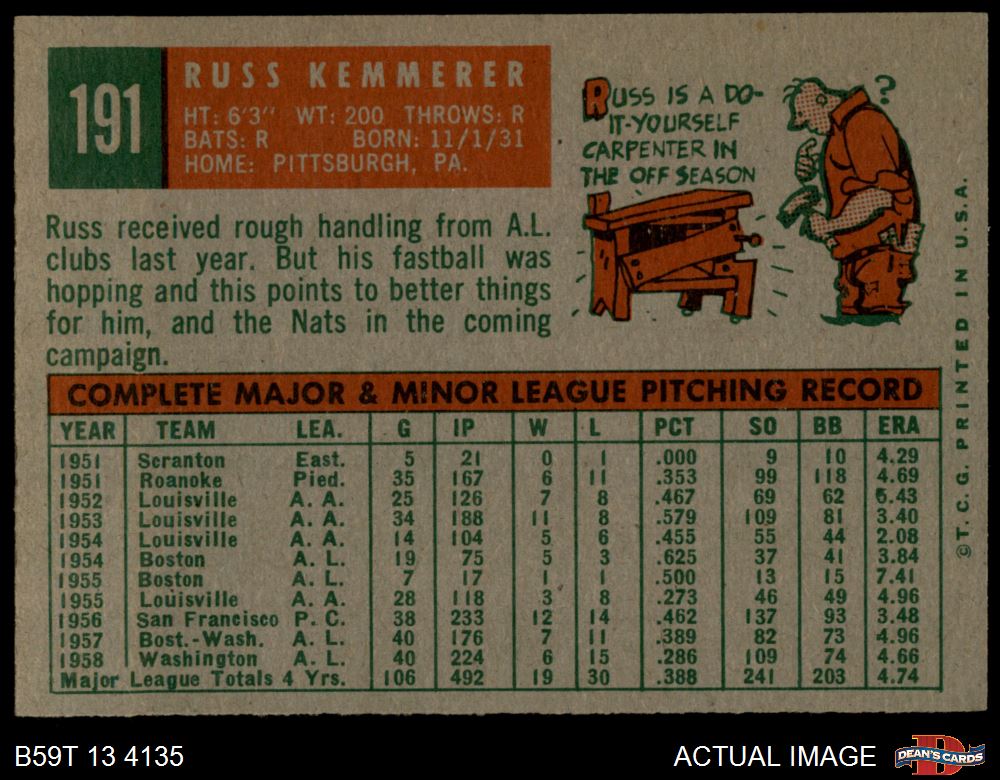 191
RUSS KEMMERER
HT: 6'3" WT: 200 THROWS: R
BATS: R BORN: 11/1/31
HOME: PITTSBURGH, PA.
RUSS IS A DO-
IT-YOURSELF
CARPENTER IN
THE OFF SEASON
?
Russ received rough handling from A.L.
clubs last year. But his fastball was
hopping and this points to better things
for him, and the Nats in the coming
campaign.
COMPLETE MAJOR & MINOR LEAGUE PITCHING RECORD
YEAR TEAM LEA. G IP W L PCT SO BB ERA
1951 Scranton East. 5 21 0 1 .000 9 10 4.29
1951 Roanoke Pied. 35 167 6 11 .353 99 118 4.69
1952 Louisville A. A. 25 126 7 8 .467 69 62 5.43
1953 Louisville A. A. 34 188 11 8 .579 109 81 3.40
1954 Louisville A. A. 14 104 5 6 .455 55 44 2.08
1954 Boston A. L. 19 75 5 3 .625 37 41 3.84
1955 Boston A. L. 7 17 1 1 .500 13 15 7.41
1955 Louisville A. A. 28 118 3 8 .273 46 49 4.96
1956 San Francisco P. C. 38 233 12 14 .462 137 93 3.48
1957 Bost.-Wash. A. L. 40 176 7 11 .389 82 73 4.96
1958 Washington A. L. 40 224 6 15 .286 109 74 4.66
Major League Totals 4 Yrs. 106 492 19 30 .388 241 203 4.74
©T.C.G. PRINTED IN U.S.A.
B59T 13 4135
ACTUAL IMAGE
D
DEAN'S CARDS